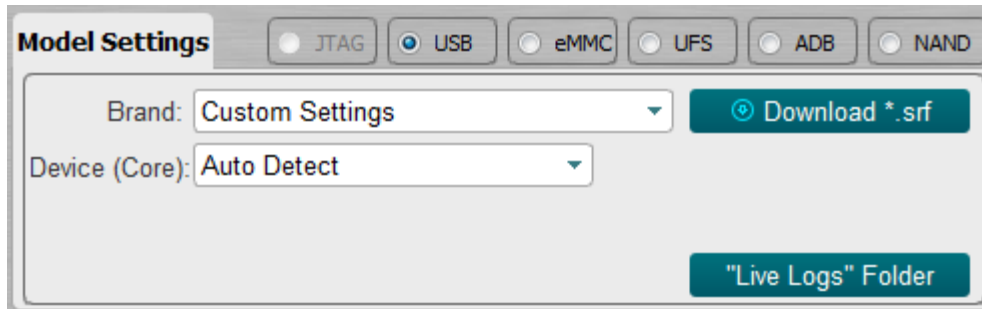 Model Settings JTAG USB eMMC UFS ADB NAND
Brand: Custom Settings Download *.srf
Device (Core): Auto Detect
"Live Logs" Folder